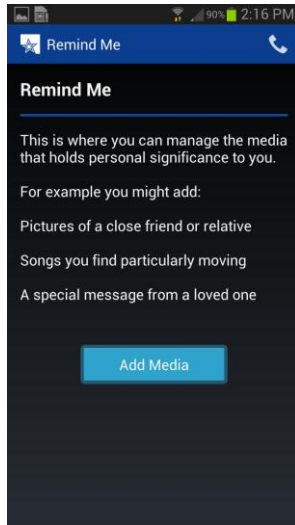 90% 2:16 PM
Remind Me
Remind Me
This is where you can manage the media
that holds personal significance to you.
For example you might add:
Pictures of a close friend or relative
Songs you find particularly moving
A special message from a loved one
Add Media